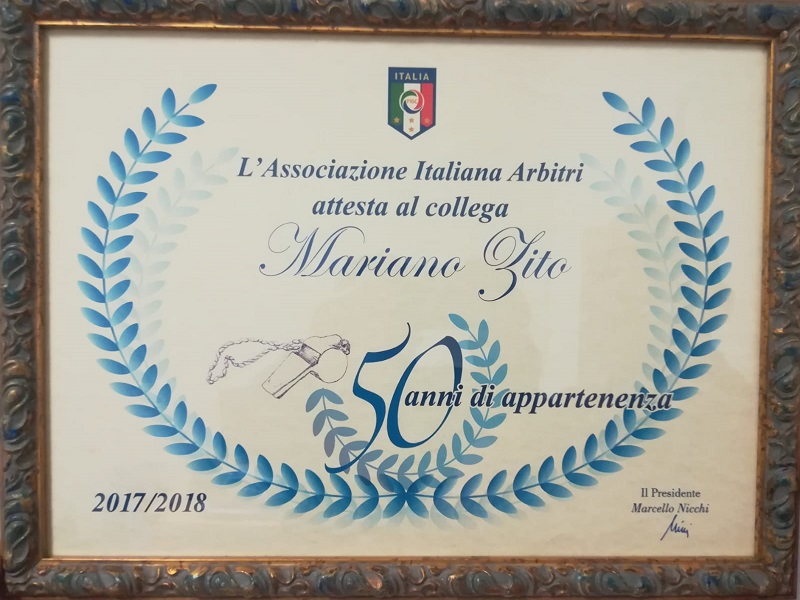 ITALIA
FIGC
L'Associazione Italiana Arbitri
attesta al collega
Mariano Zito
50 anni di appartenenza
2017/2018
Il Presidente
Marcello Nicchi